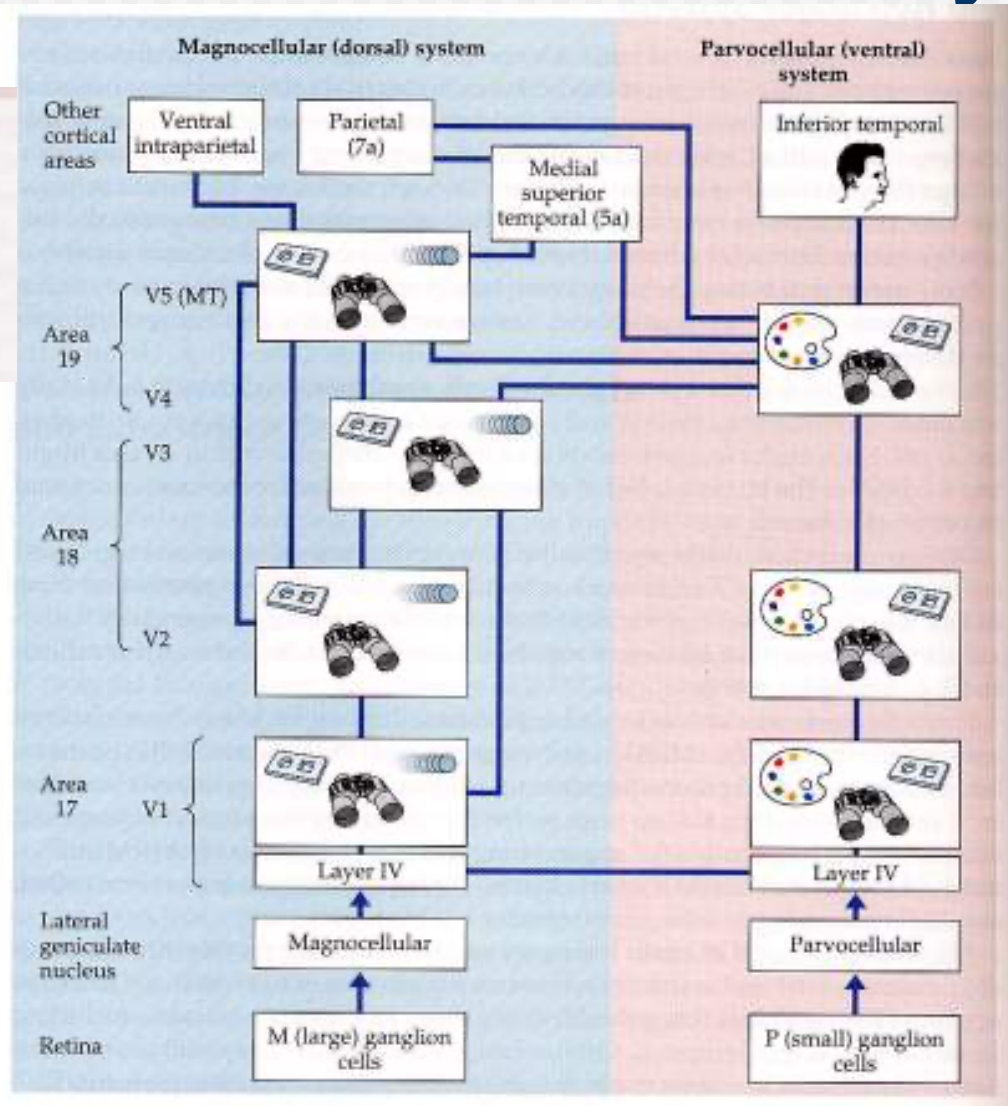 Magnocellular (dorsal) system
Parvocellular (ventral)
system
Other
cortical
areas
Ventral
intraparietal
Parietal
(7a)
Medial
superior
temporal (5a)
Inferior temporal
V5 (MT)
Area
19
V4
V3
Area
18
V2
Area
17
V1
Layer IV
Layer IV
Lateral
geniculate
nucleus
Magnocellular
Parvocellular
Retina
M (large) ganglion
cells
P (small) ganglion
cells